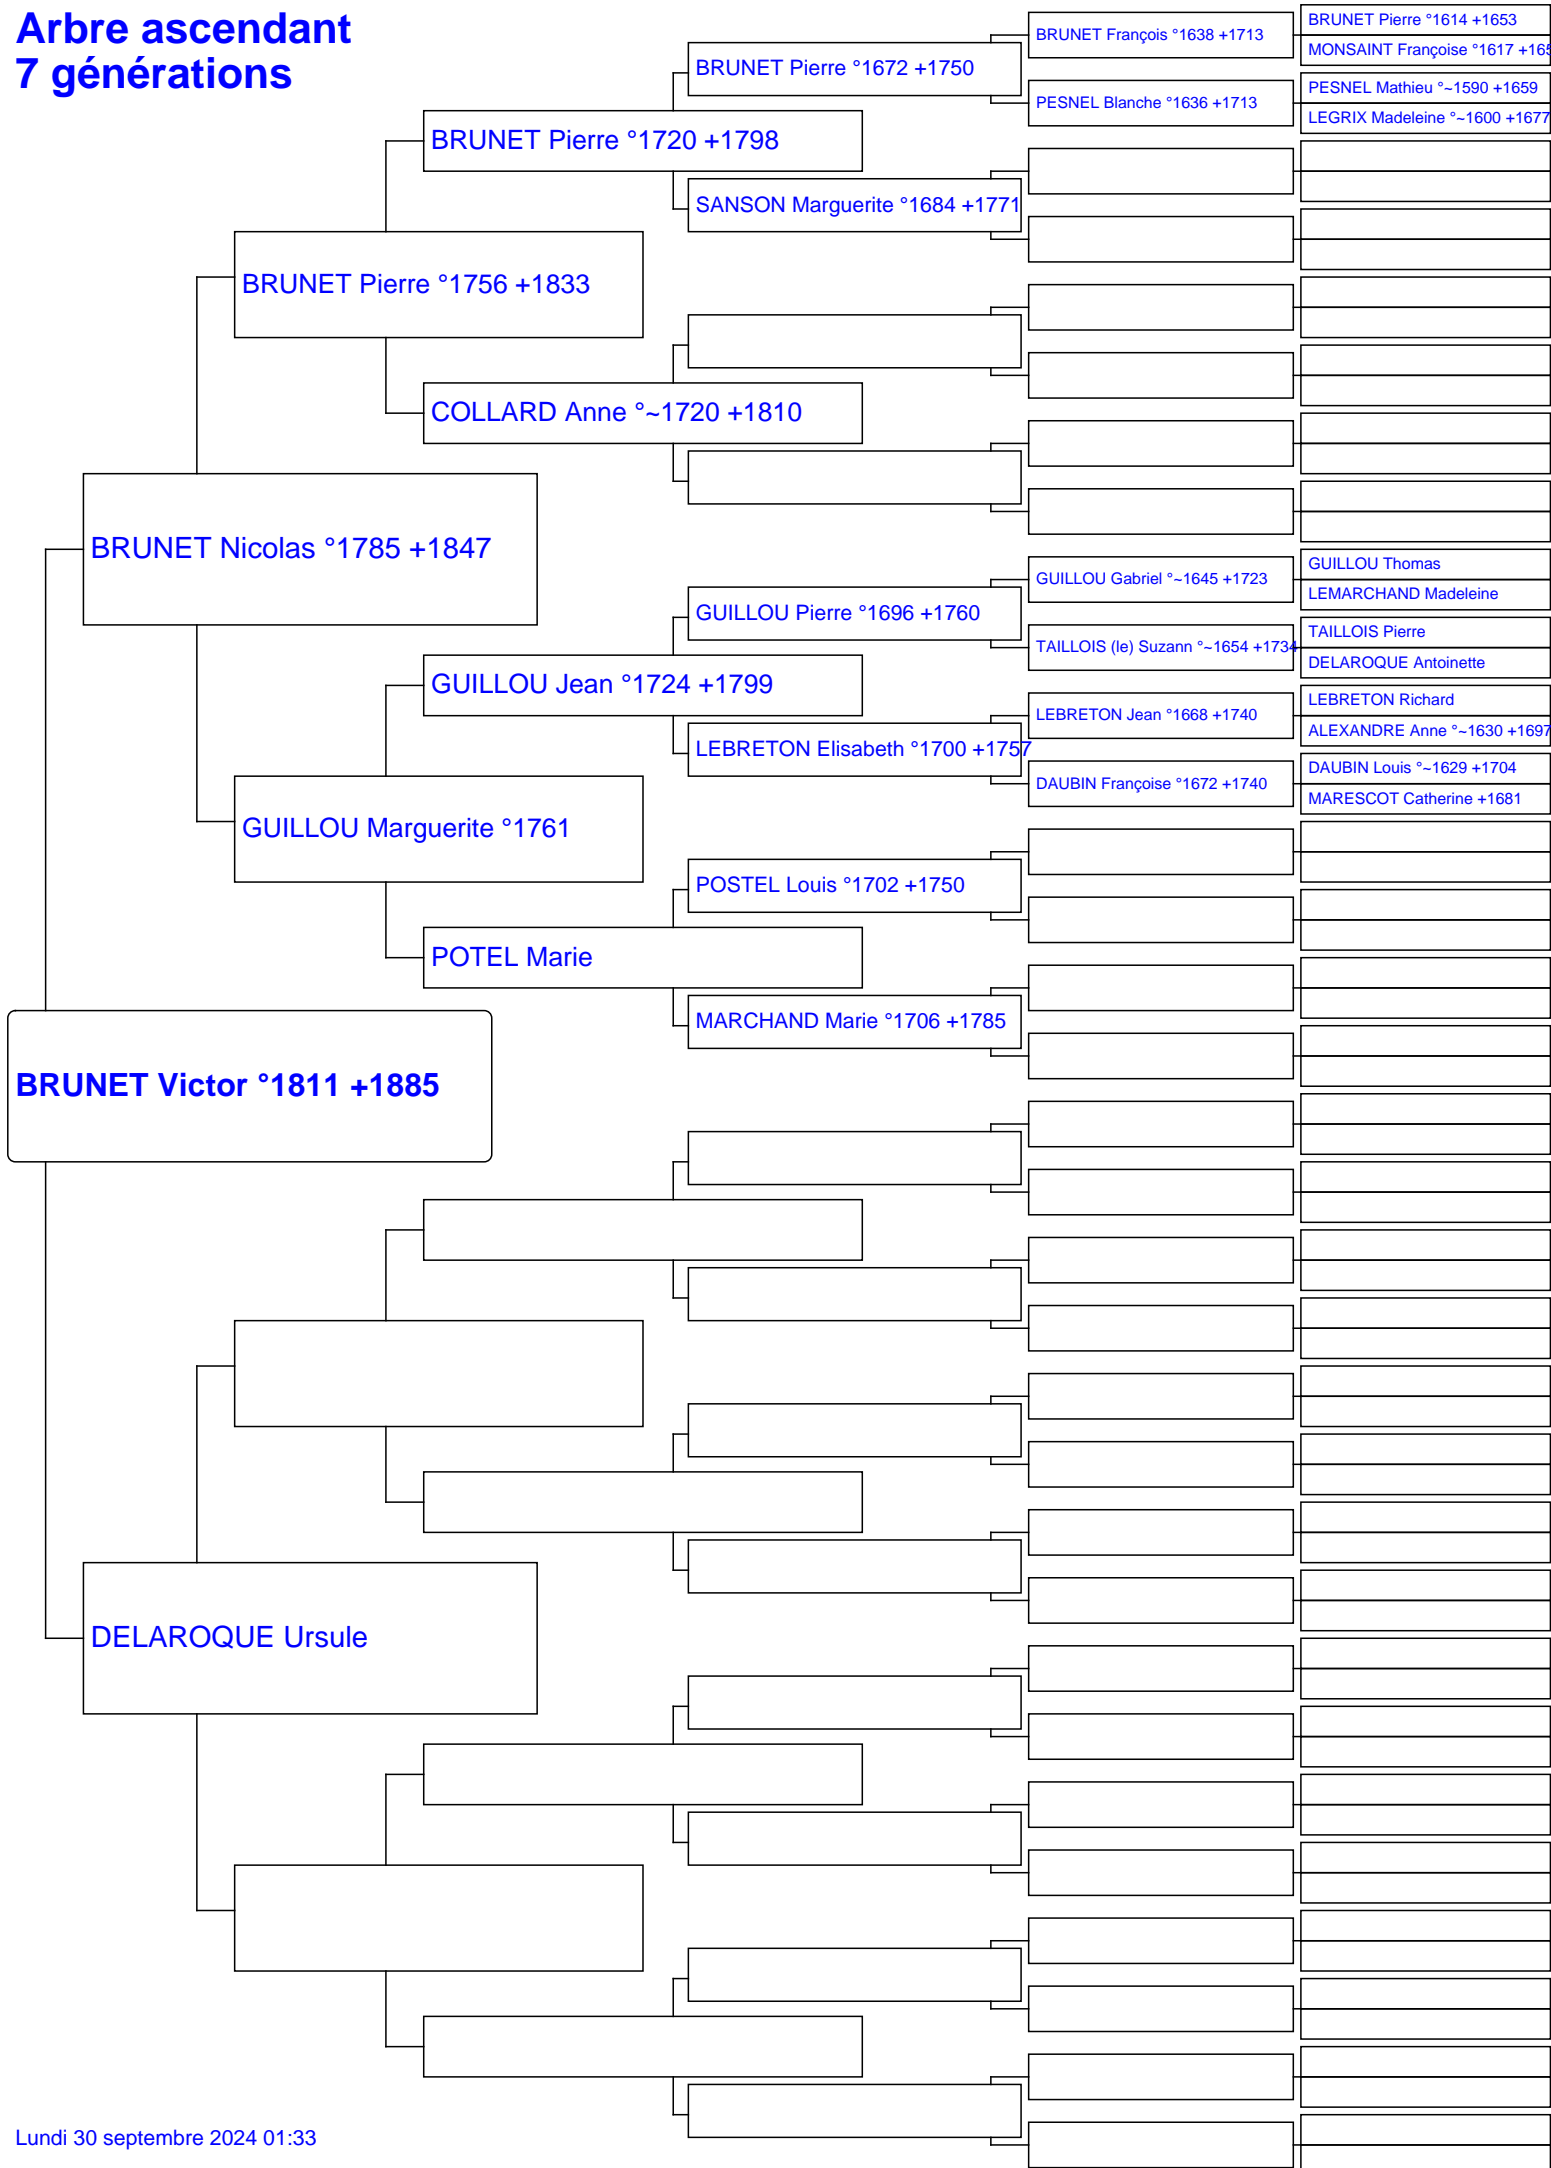 Arbre ascendant
7 générations
BRUNET François °1638 +1713
BRUNET Pierre °1614 +1653
MONSAINT Françoise °1617 +165
BRUNET Pierre °1672 +1750
PESNEL Blanche °1636 +1713
PESNEL Mathieu °~1590 +1659
LEGRIX Madeleine °~1600 +1677
BRUNET Pierre °1720 +1798
SANSON Marguerite °1684 +1771
BRUNET Pierre °1756 +1833
COLLARD Anne °~1720 +1810
BRUNET Nicolas °1785 +1847
GUILLOU Gabriel °~1645 +1723
GUILLOU Thomas
LEMARCHAND Madeleine
GUILLOU Pierre °1696 +1760
TAILLOIS (le) Suzann °~1654 +1734
TAILLOIS Pierre
DELAROQUE Antoinette
GUILLOU Jean °1724 +1799
LEBRETON Jean °1668 +1740
LEBRETON Richard
ALEXANDRE Anne °~1630 +1697
LEBRETON Elisabeth °1700 +1757
DAUBIN Françoise °1672 +1740
DAUBIN Louis °~1629 +1704
MARESCOT Catherine +1681
GUILLOU Marguerite °1761
POSTEL Louis °1702 +1750
POTEL Marie
MARCHAND Marie °1706 +1785
BRUNET Victor °1811 +1885
DELAROQUE Ursule
Lundi 30 septembre 2024 01:33